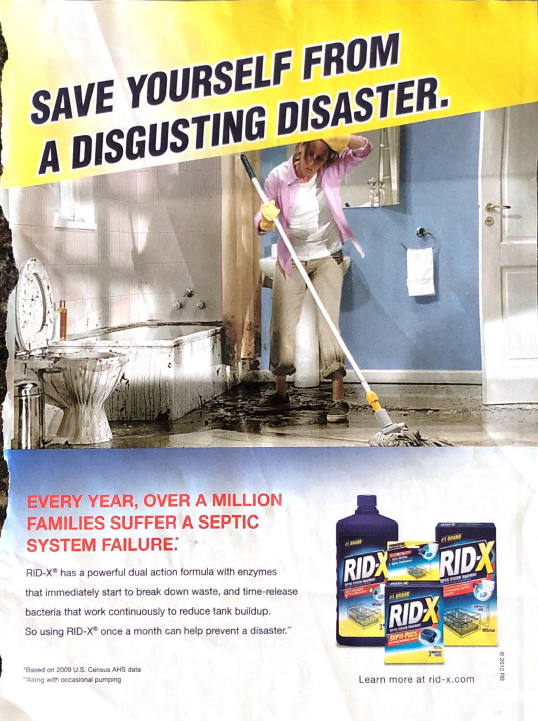 SAVE YOURSELF FROM
A DISGUSTING DISASTER.
EVERY YEAR, OVER A MILLION
FAMILIES SUFFER A SEPTIC
SYSTEM FAILURE.*
RID-X® has a powerful dual action formula with enzymes
that immediately start to break down waste, and time-release
bacteria that work continuously to reduce tank buildup.
So using RID-X® once a month can help prevent a disaster.**
*Based on 2009 U.S. Census AHS data
**Along with occasional pumping
#1 BRAND
RID-X
#1 BRAND
RID-X
SEPTIC SYSTEM TREATMENT
#1 BRAND
RID-X
SEPTI-PACS
Learn more at rid-x.com
© 2012 RB